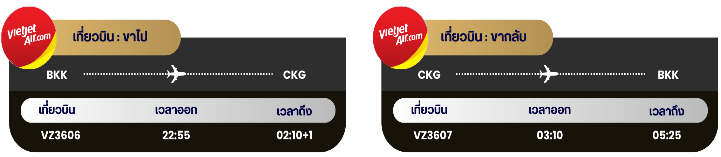 vietjet
Air.com
เที่ยวบิน : ขาไป
BKK
CKG
เที่ยวบิน
เวลาออก
เวลาถึง
VZ3606
22:55
02:10+1
vietjet
Air.com
เที่ยวบิน : ขากลับ
CKG
BKK
เที่ยวบิน
เวลาออก
เวลาถึง
VZ3607
03:10
05:25